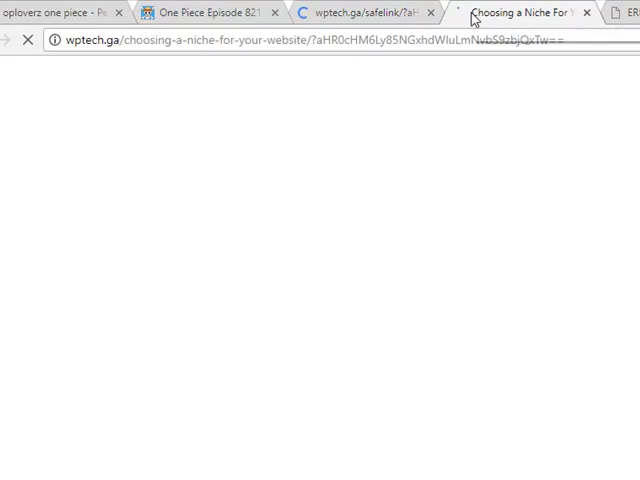 oploverz one piece - Pe
One Piece Episode 821
wptech.ga/safelink/?aH
Choosing a Niche For Y
ER
wptech.ga/choosing-a-niche-for-your-website/?aHR0cHM6Ly85NGxhdWluLmNvbS9zbjQxTw==